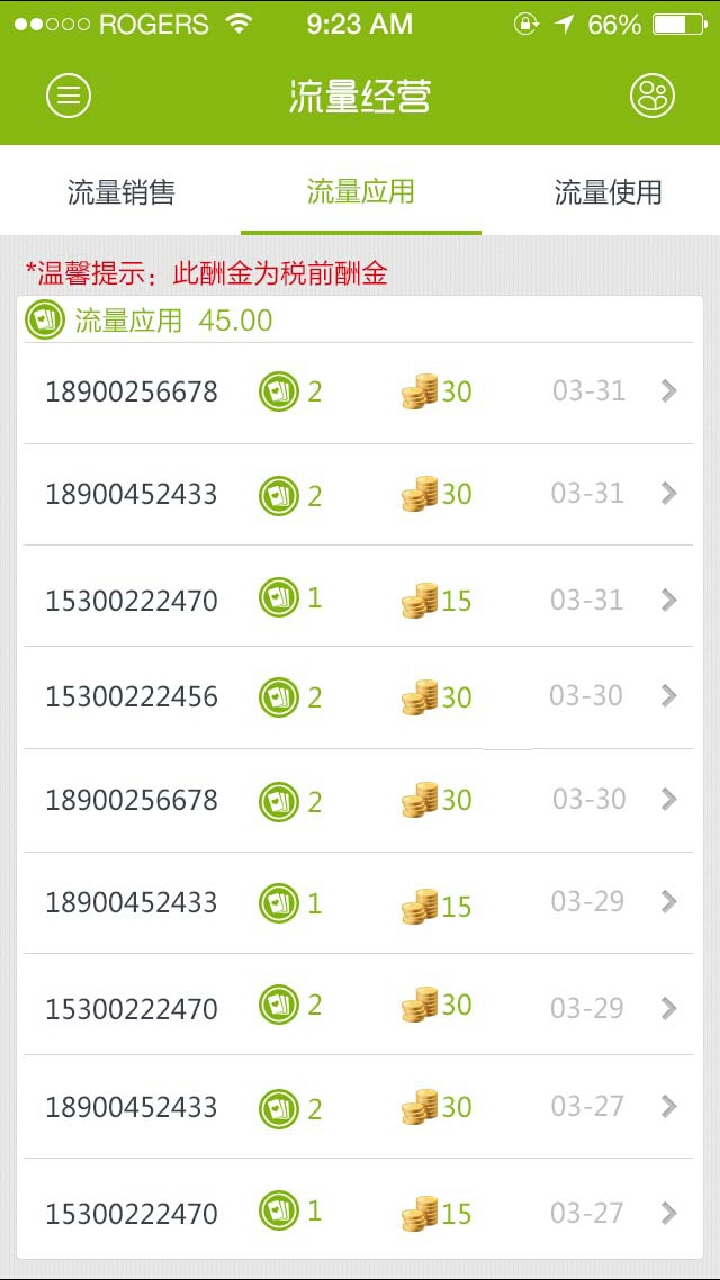 ROGERS 9:23 AM 66%
流量经营
流量销售 流量应用 流量使用
*温馨提示：此酬金为税前酬金
流量应用 45.00
18900256678 2 30 03-31
18900452433 2 30 03-31
15300222470 1 15 03-31
15300222456 2 30 03-30
18900256678 2 30 03-30
18900452433 1 15 03-29
15300222470 2 30 03-29
18900452433 2 30 03-27
15300222470 1 15 03-27